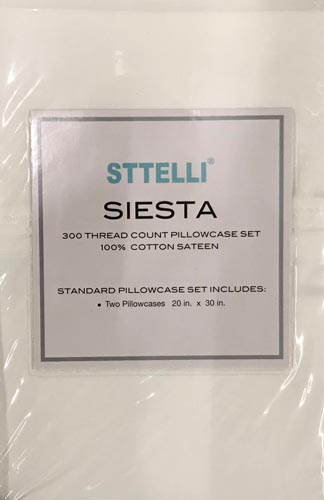 STTELLI®
SIESTA
300 THREAD COUNT PILLOWCASE SET
100% COTTON SATEEN
STANDARD PILLOWCASE SET INCLUDES:
• Two Pillowcases 20 in. x 30 in.